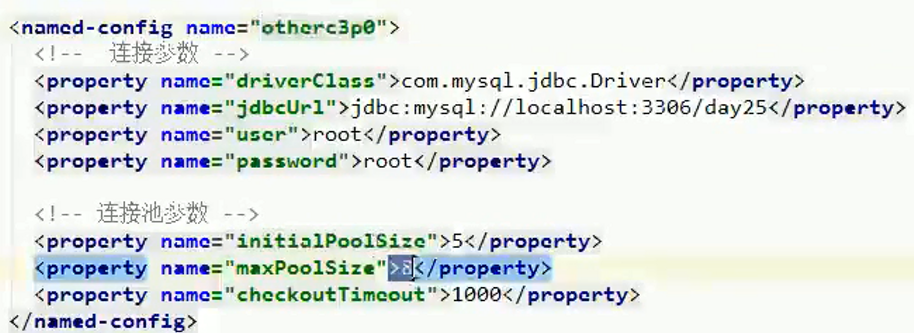 <named-config name="otherc3p0">
<!-- 连接参数 -->
<property name="driverClass">com.mysql.jdbc.Driver</property>
<property name="jdbcUrl">jdbc:mysql://localhost:3306/day25</property>
<property name="user">root</property>
<property name="password">root</property>
<!-- 连接池参数 -->
<property name="initialPoolSize">5</property>
<property name="maxPoolSize">8</property>
<property name="checkoutTimeout">1000</property>
</named-config>